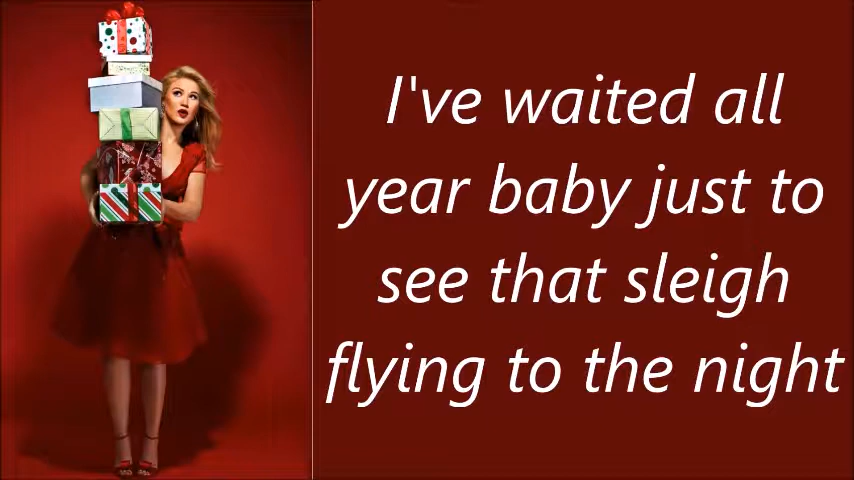 I've waited all
year baby just to
see that sleigh
flying to the night